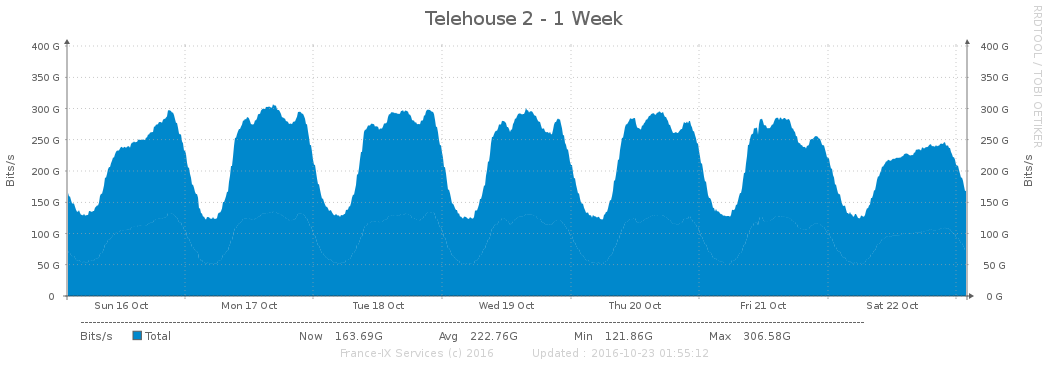 Telehouse 2 - 1 Week
RRDTOOL / TOBI OETIKER
Bits/s
400 G
350 G
300 G
250 G
200 G
150 G
100 G
50 G
0
400 G
350 G
300 G
250 G
200 G
150 G
100 G
50 G
0 G
Bits/s
Sun 16 Oct Mon 17 Oct Tue 18 Oct Wed 19 Oct Thu 20 Oct Fri 21 Oct Sat 22 Oct
Bits/s Total Now 163.69G Avg 222.76G Min 121.86G Max 306.58G
France-IX Services (c) 2016 Updated : 2016-10-23 01:55:12